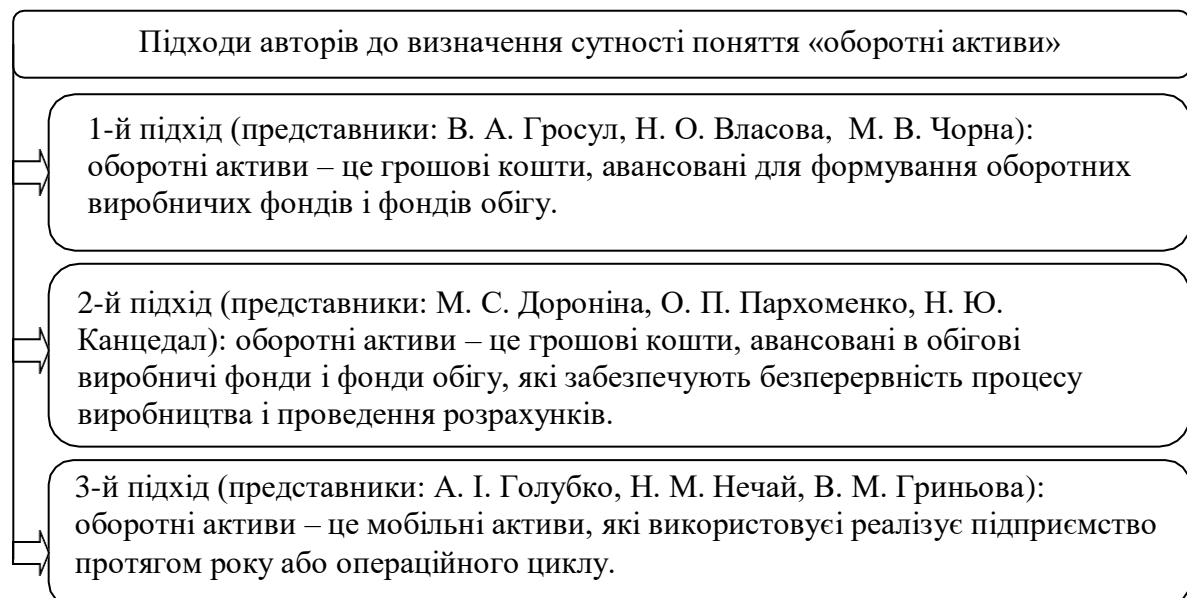 Підходи авторів до визначення сутності поняття «оборотні активи»
1-й підхід (представники: В. А. Гросул, Н. О. Власова, М. В. Чорна):
оборотні активи – це грошові кошти, авансовані для формування оборотних
виробничих фондів і фондів обігу.
2-й підхід (представники: М. С. Дороніна, О. П. Пархоменко, Н. Ю.
Канцедал): оборотні активи – це грошові кошти, авансовані в обігові
виробничі фонди і фонди обігу, які забезпечують безперервність процесу
виробництва і проведення розрахунків.
3-й підхід (представники: А. І. Голубко, Н. М. Нечай, В. М. Гриньова):
оборотні активи – це мобільні активи, які використовуєі реалізує підприємство
протягом року або операційного циклу.